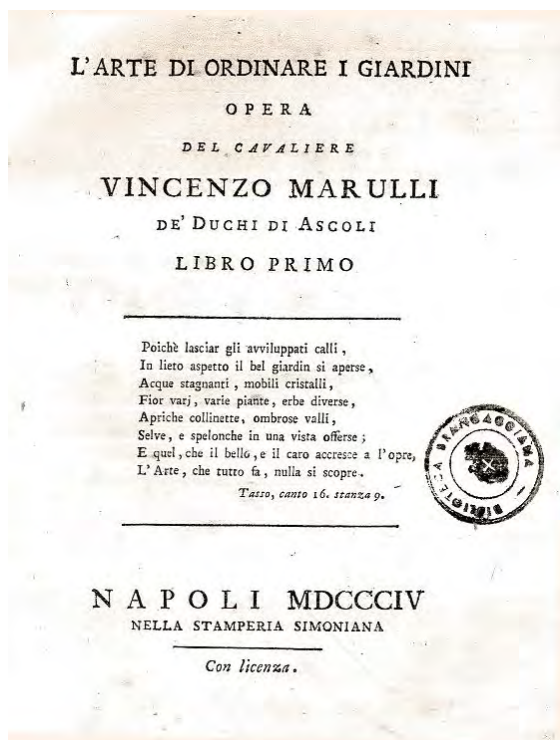 L'ARTE DI ORDINARE I GIARDINI
OPERA
DEL CAVALIERE
VINCENZO MARULLI
DE' DUCHI DI ASCOLI
LIBRO PRIMO
Poichè lasciar gli avviluppati calli,
In lieto aspetto il bel giardin si aperse,
Acque stagnanti, mobili cristalli,
Fior varj, varie piante, erbe diverse,
Apriche collinette, ombrose valli,
Selve, e spelonche in una vista offerse;
E quel, che il bello, e il caro accresce a l'opre,
L'Arte, che tutto fa, nulla si scopre.
Tasso, canto 16. stanza 9.
BIBLIOTECA BRANCACCIANA
NAPOLI MDCCCIV
NELLA STAMPERIA SIMONIANA
Con licenza.